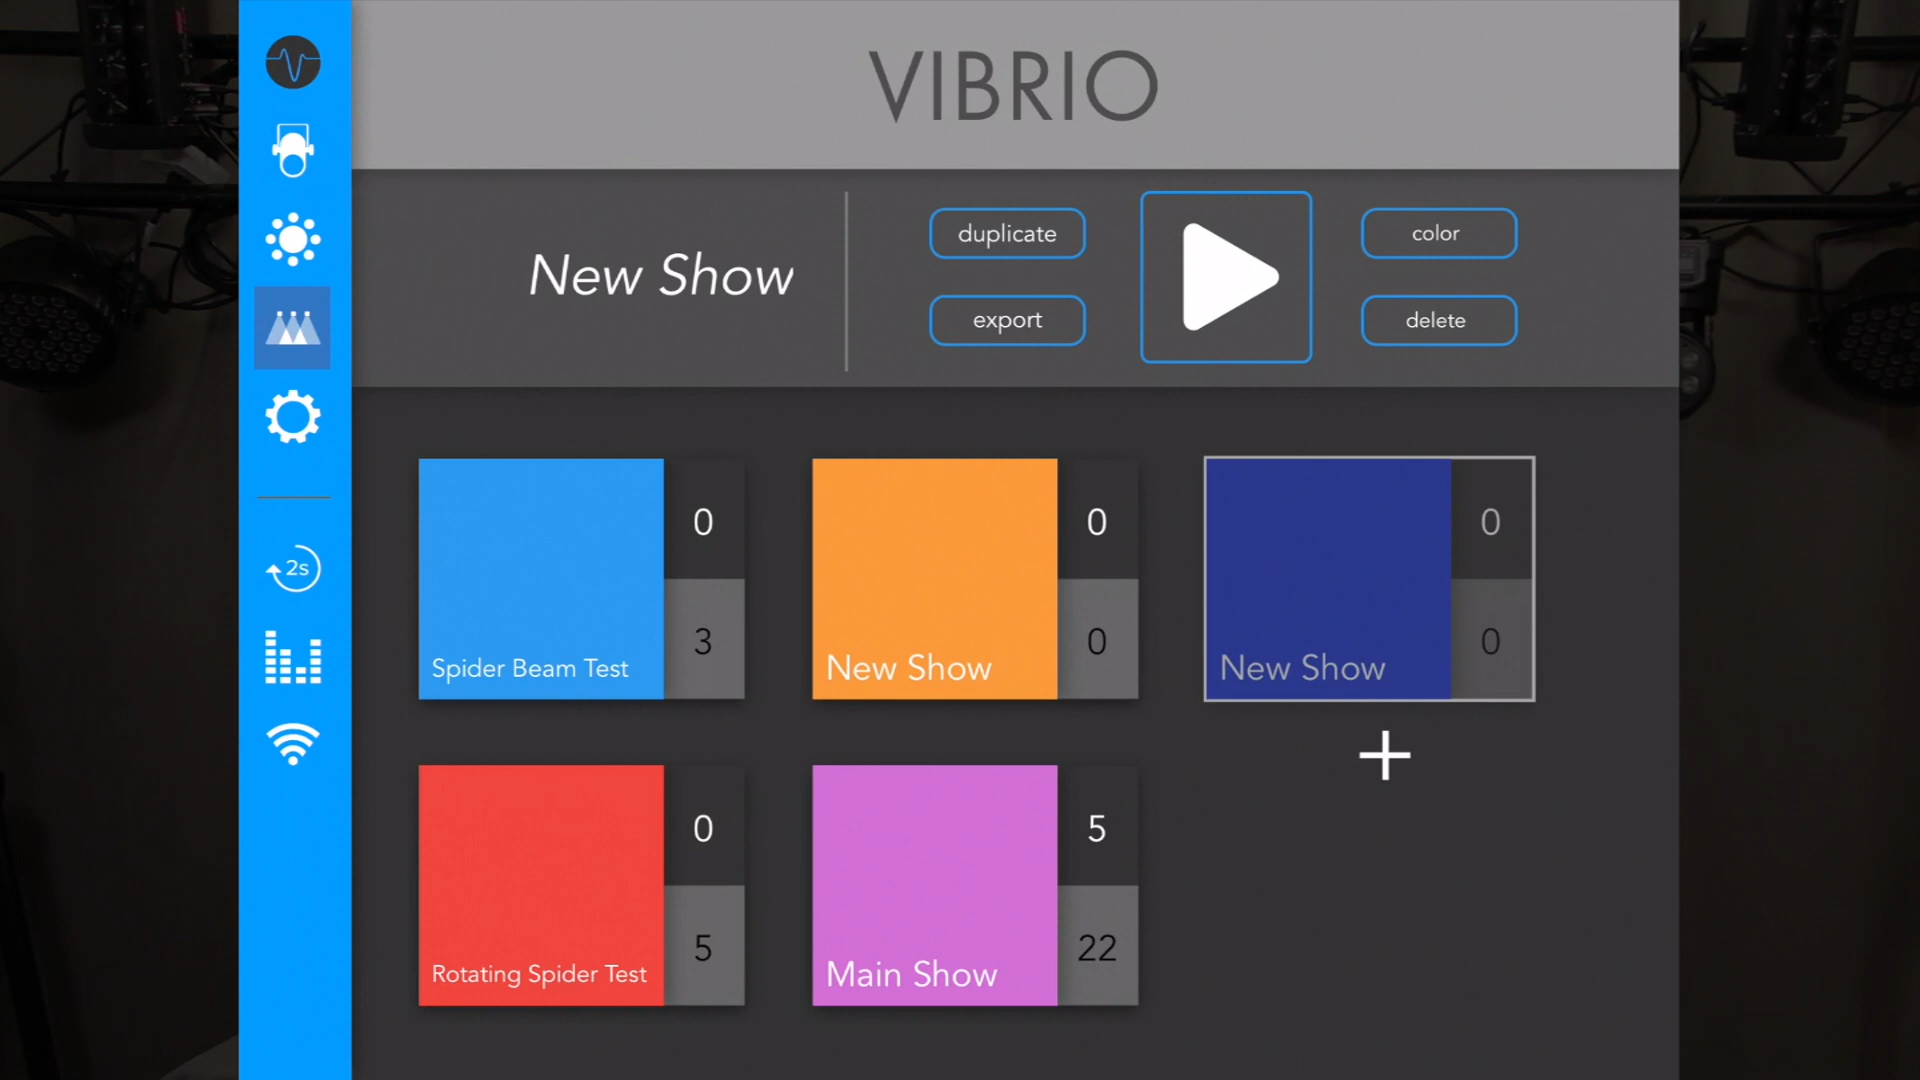 VIBRIO
New Show
duplicate
color
export
delete
0
3
Spider Beam Test
0
0
New Show
0
0
New Show
2s
0
5
Rotating Spider Test
5
22
Main Show